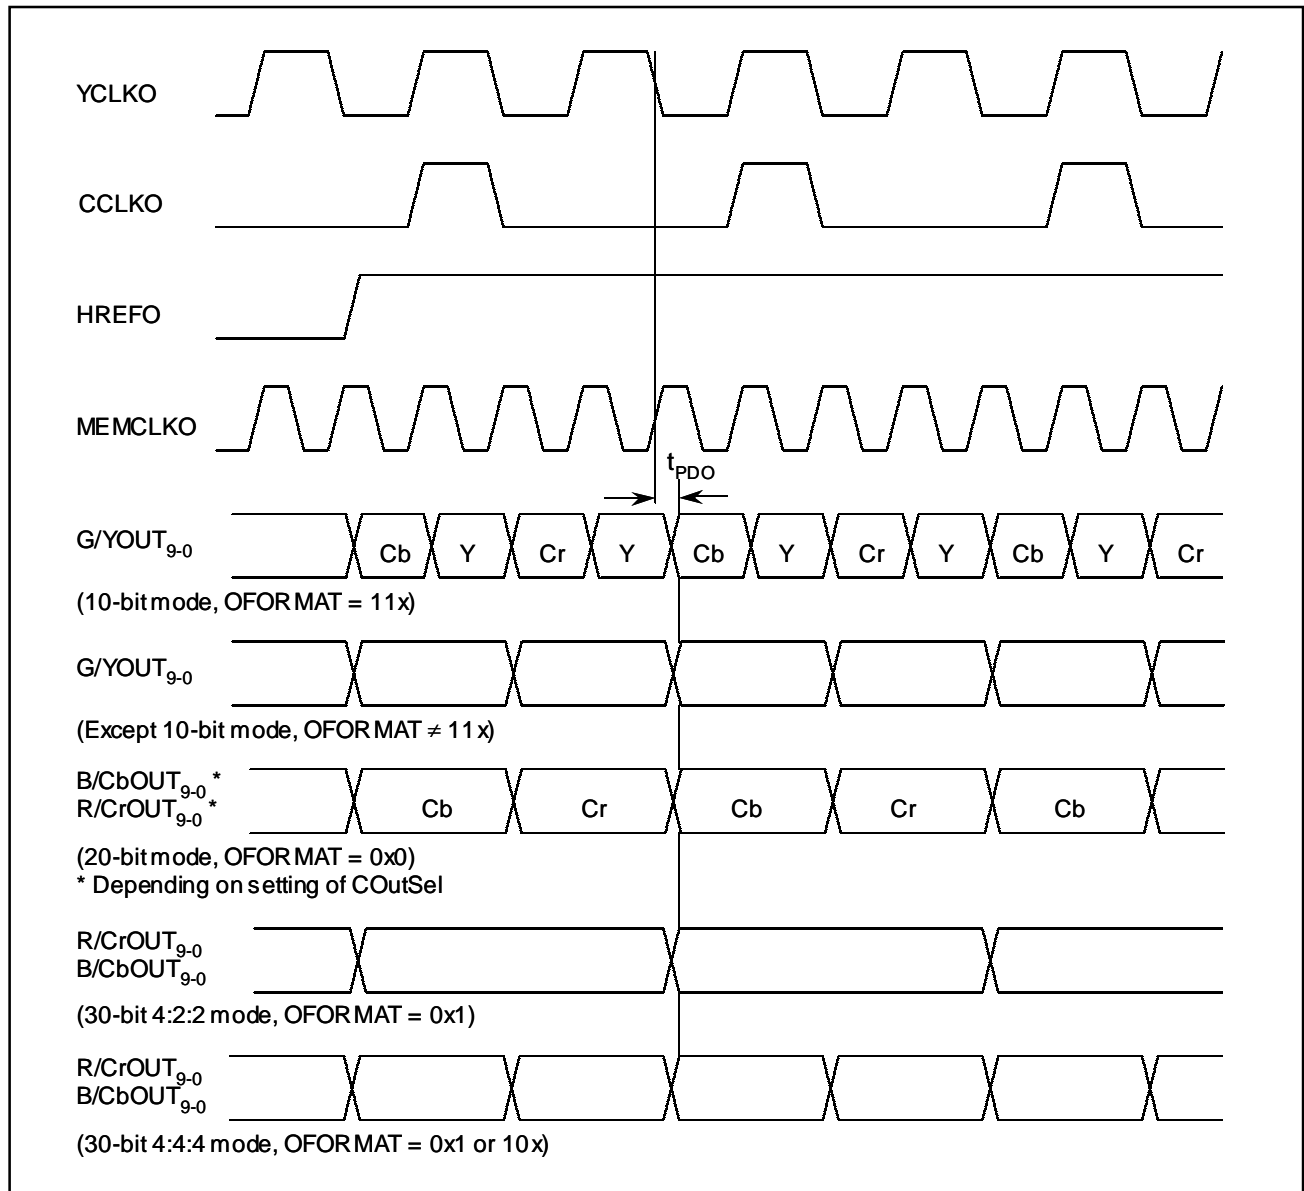 YCLKO
CCLKO
HREFO
MEMCLKO
tPDO
G/YOUT9-0 Cb Y Cr Y Cb Y Cr Y Cb Y Cr
(10-bit mode, OFORMAT = 11x)
G/YOUT9-0
(Except 10-bit mode, OFORMAT ≠ 11x)
B/CbOUT9-0 *
R/CrOUT9-0 * Cb Cr Cb Cr Cb
(20-bit mode, OFORMAT = 0x0)
* Depending on setting of COutSel
R/CrOUT9-0
B/CbOUT9-0
(30-bit 4:2:2 mode, OFORMAT = 0x1)
R/CrOUT9-0
B/CbOUT9-0
(30-bit 4:4:4 mode, OFORMAT = 0x1 or 10x)